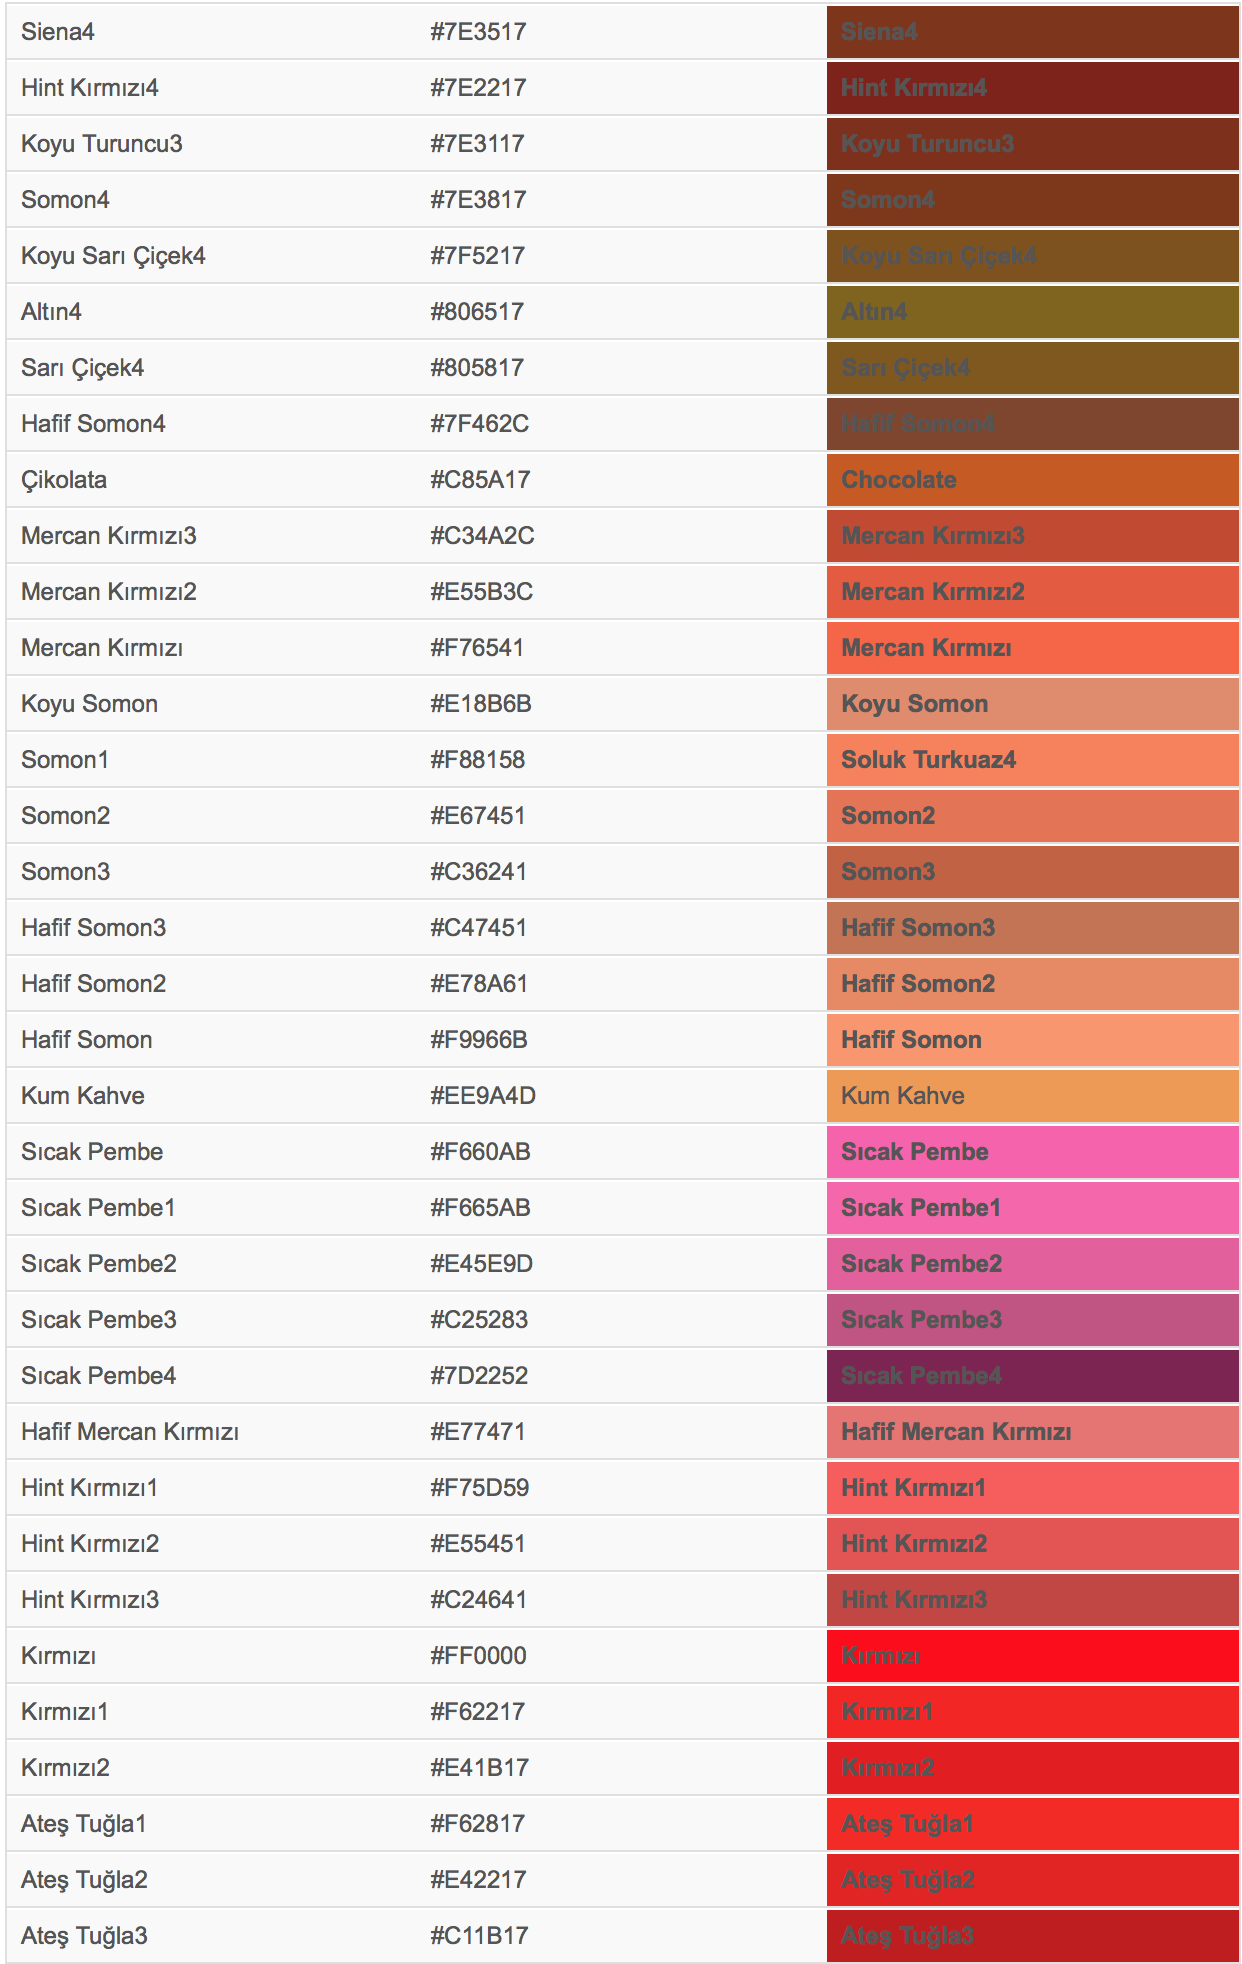 Siena4 #7E3517 Siena4
Hint Kırmızı4 #7E2217 Hint Kırmızı4
Koyu Turuncu3 #7E3117 Koyu Turuncu3
Somon4 #7E3817 Somon4
Koyu Sarı Çiçek4 #7F5217 Koyu Sarı Çiçek4
Altın4 #806517 Altın4
Sarı Çiçek4 #805817 Sarı Çiçek4
Hafif Somon4 #7F462C Hafif Somon4
Çikolata #C85A17 Chocolate
Mercan Kırmızı3 #C34A2C Mercan Kırmızı3
Mercan Kırmızı2 #E55B3C Mercan Kırmızı2
Mercan Kırmızı #F76541 Mercan Kırmızı
Koyu Somon #E18B6B Koyu Somon
Somon1 #F88158 Soluk Turkuaz4
Somon2 #E67451 Somon2
Somon3 #C36241 Somon3
Hafif Somon3 #C47451 Hafif Somon3
Hafif Somon2 #E78A61 Hafif Somon2
Hafif Somon #F9966B Hafif Somon
Kum Kahve #EE9A4D Kum Kahve
Sıcak Pembe #F660AB Sıcak Pembe
Sıcak Pembe1 #F665AB Sıcak Pembe1
Sıcak Pembe2 #E45E9D Sıcak Pembe2
Sıcak Pembe3 #C25283 Sıcak Pembe3
Sıcak Pembe4 #7D2252 Sıcak Pembe4
Hafif Mercan Kırmızı #E77471 Hafif Mercan Kırmızı
Hint Kırmızı1 #F75D59 Hint Kırmızı1
Hint Kırmızı2 #E55451 Hint Kırmızı2
Hint Kırmızı3 #C24641 Hint Kırmızı3
Kırmızı #FF0000 Kırmızı
Kırmızı1 #F62217 Kırmızı1
Kırmızı2 #E41B17 Kırmızı2
Ateş Tuğla1 #F62817 Ateş Tuğla1
Ateş Tuğla2 #E42217 Ateş Tuğla2
Ateş Tuğla3 #C11B17 Ateş Tuğla3